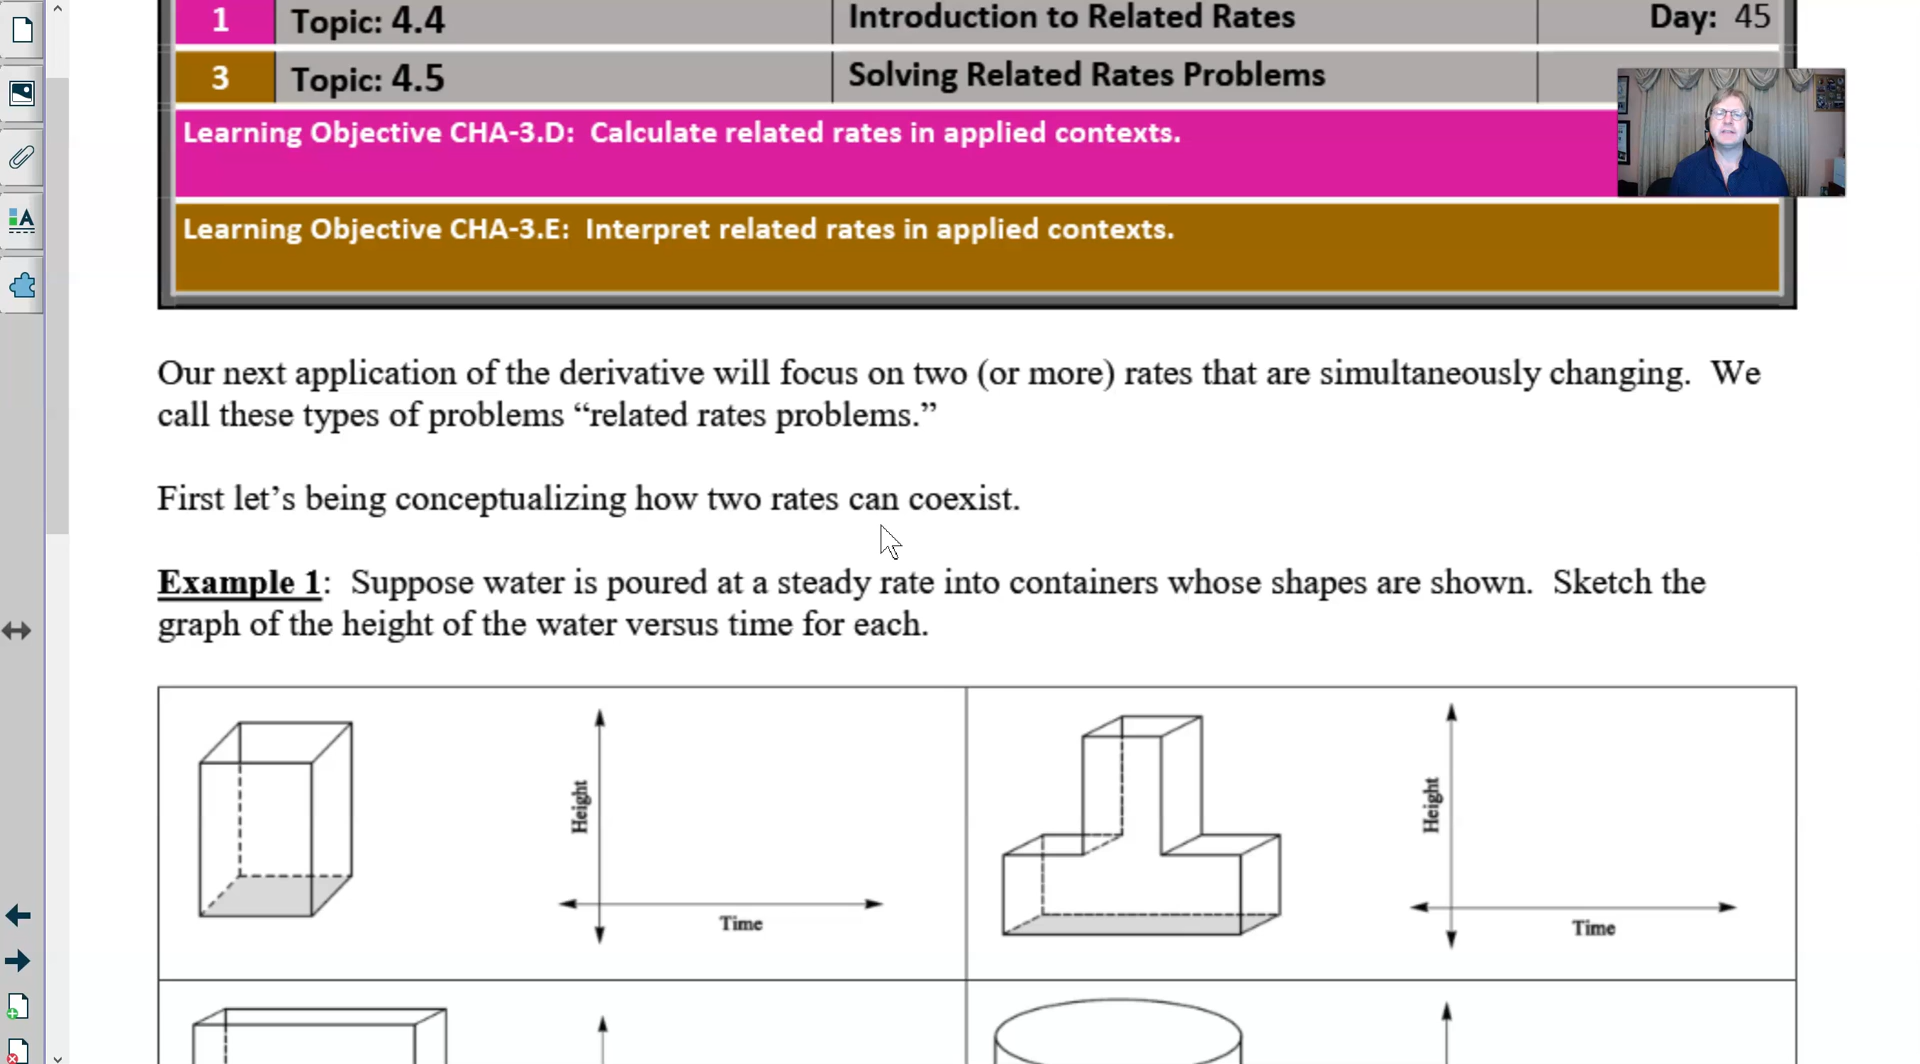 1 Topic: 4.4 Introduction to Related Rates Day: 45
3 Topic: 4.5 Solving Related Rates Problems
Learning Objective CHA-3.D: Calculate related rates in applied contexts.
Learning Objective CHA-3.E: Interpret related rates in applied contexts.
Our next application of the derivative will focus on two (or more) rates that are simultaneously changing. We
call these types of problems “related rates problems.”
First let’s being conceptualizing how two rates can coexist.
Example 1: Suppose water is poured at a steady rate into containers whose shapes are shown. Sketch the
graph of the height of the water versus time for each.
Height
Time
Height
Time